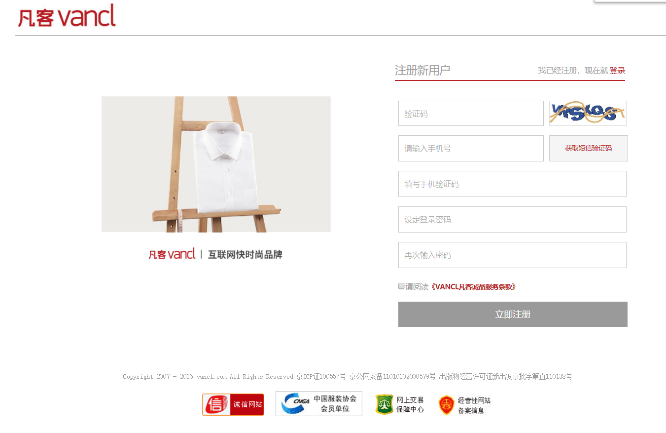 凡客vancl
注册新用户
我已经注册，现在就 登录
验证码
请输入手机号
获取短信验证码
填写手机验证码
设定登录密码
再次输入密码
请阅读《VANCL凡客诚品服务条款》
立即注册
凡客vancl | 互联网快时尚品牌
Copyright 2007 - vancl.com All Rights Reserved
诚信网站
CNGA 中国服装协会
会员单位
网上交易
保障中心
经营性网站
备案信息